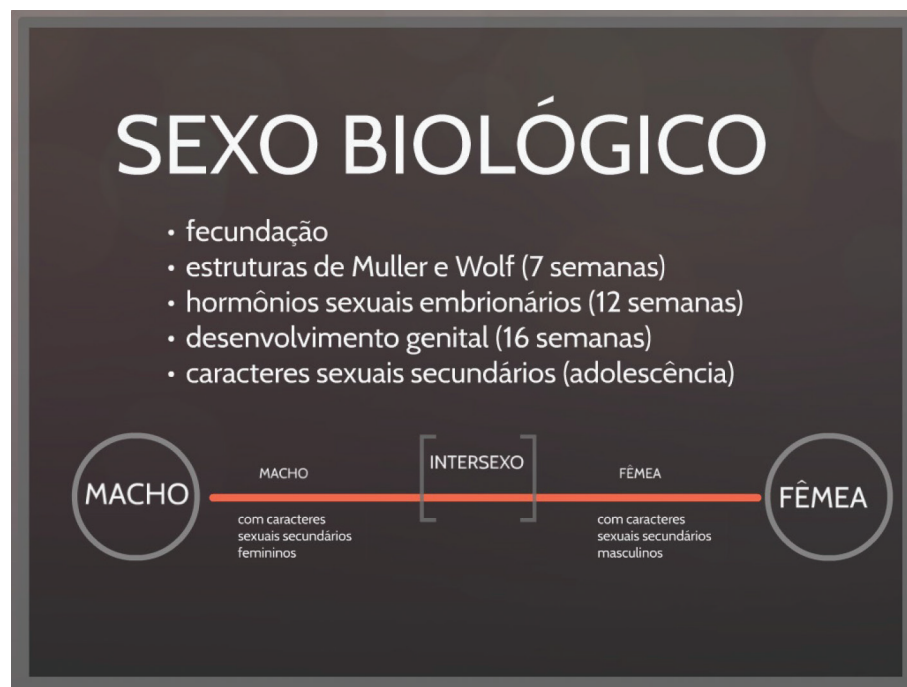 SEXO BIOLÓGICO
• fecundação
• estruturas de Muller e Wolf (7 semanas)
• hormônios sexuais embrionários (12 semanas)
• desenvolvimento genital (16 semanas)
• caracteres sexuais secundários (adolescência)
MACHO
MACHO
com caracteres
sexuais secundários
femininos
INTERSEXO
FÊMEA
com caracteres
sexuais secundários
masculinos
FÊMEA